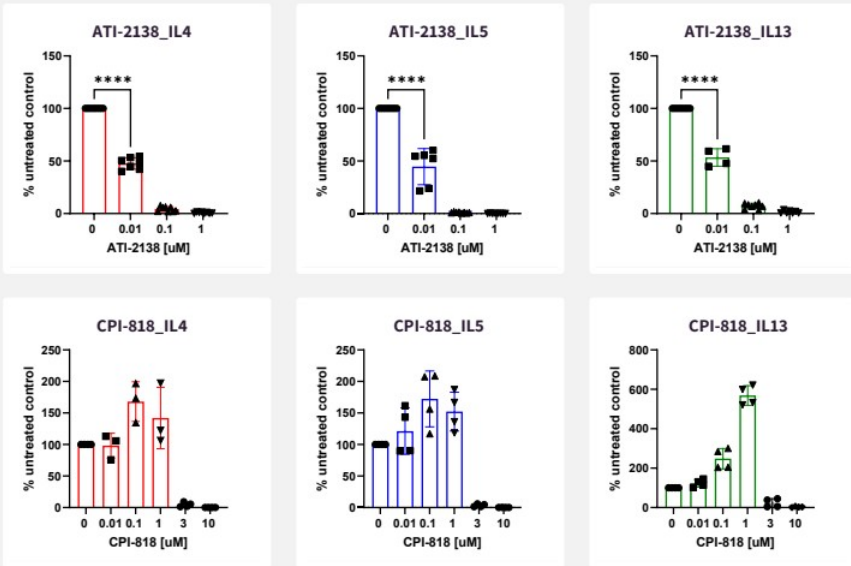 ATI-2138_IL4
% untreated control
150
100
50
0
****
0 0.01 0.1 1
ATI-2138 [uM]
ATI-2138_IL5
% untreated control
150
100
50
0
****
0 0.01 0.1 1
ATI-2138 [uM]
ATI-2138_IL13
% untreated control
150
100
50
0
****
0 0.01 0.1 1
ATI-2138 [uM]
CPI-818_IL4
% untreated control
250
200
150
100
50
0
0 0.01 0.1 1 3 10
CPI-818 [uM]
CPI-818_IL5
% untreated control
250
200
150
100
50
0
0 0.01 0.1 1 3 10
CPI-818 [uM]
CPI-818_IL13
% untreated control
800
600
400
200
0
0 0.01 0.1 1 3 10
CPI-818 [uM]